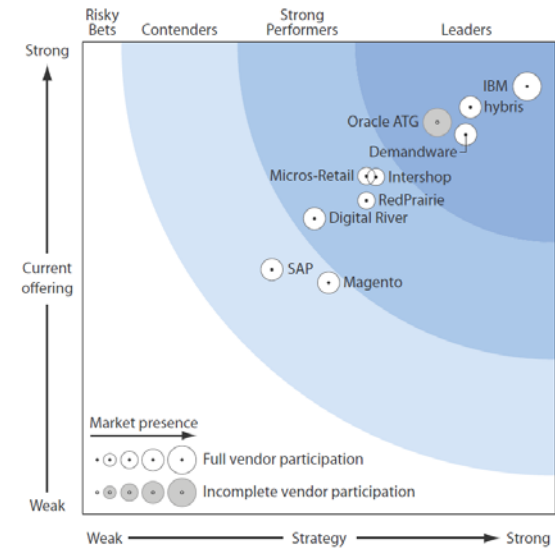 Risky
Bets
Contenders
Strong
Performers
Leaders
Strong
IBM
hybris
Oracle ATG
Demandware
Micros-Retail
Intershop
RedPrairie
Digital River
Current
offering
SAP
Magento
Market presence
Full vendor participation
Incomplete vendor participation
Weak
Weak
Strategy
Strong